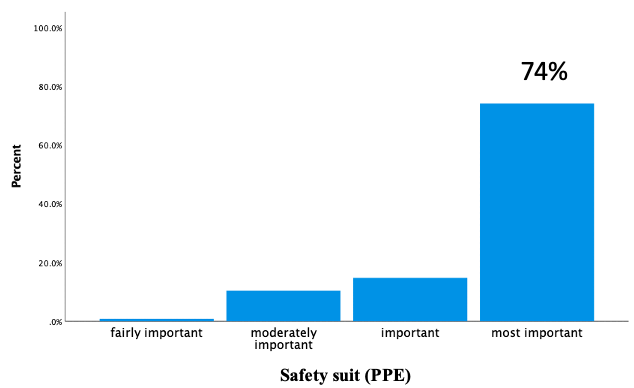 100.0%
74%
80.0%
60.0%
Percent
40.0%
20.0%
.0%
fairly important
moderately
important
important
most important
Safety suit (PPE)